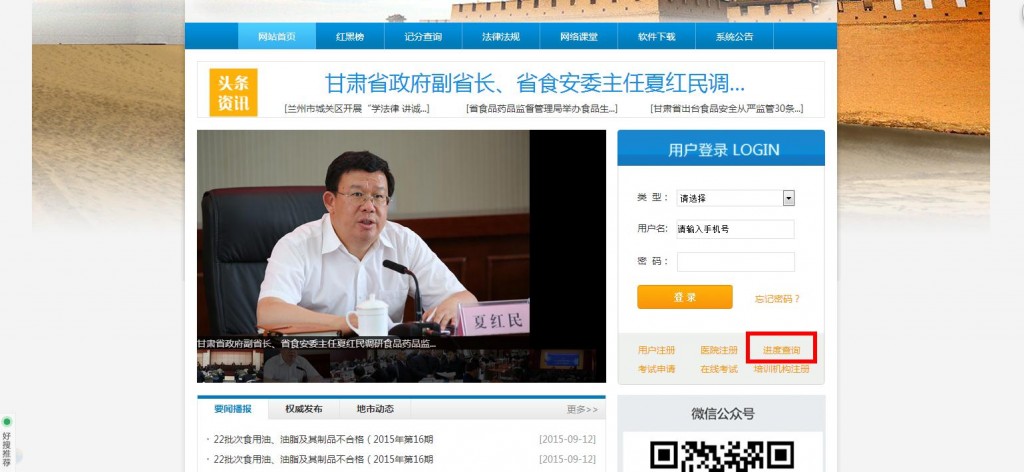 网站首页 红黑榜 记分查询 法律法规 网络课堂 软件下载 系统公告
头条
资讯
甘肃省政府副省长、省食安委主任夏红民调...
[兰州市城关区开展“学法律 讲诚...] [省食品药品监督管理局举办食品生...] [甘肃省出台食品安全从严监管30条...]
夏红民
甘肃省政府副省长、省食安委主任夏红民调研食品药品监...
用户登录 LOGIN
类 型： 请选择
用户名: 请输入手机号
密 码：
登 录 忘记密码？
用户注册 医院注册 进度查询
考试申请 在线考试 培训机构注册
要闻播报 权威发布 地市动态 更多>>
· 22批次食用油、油脂及其制品不合格（2015年第16期 [2015-09-12]
· 22批次食用油、油脂及其制品不合格（2015年第16期 [2015-09-12]
微信公众号
好搜推荐